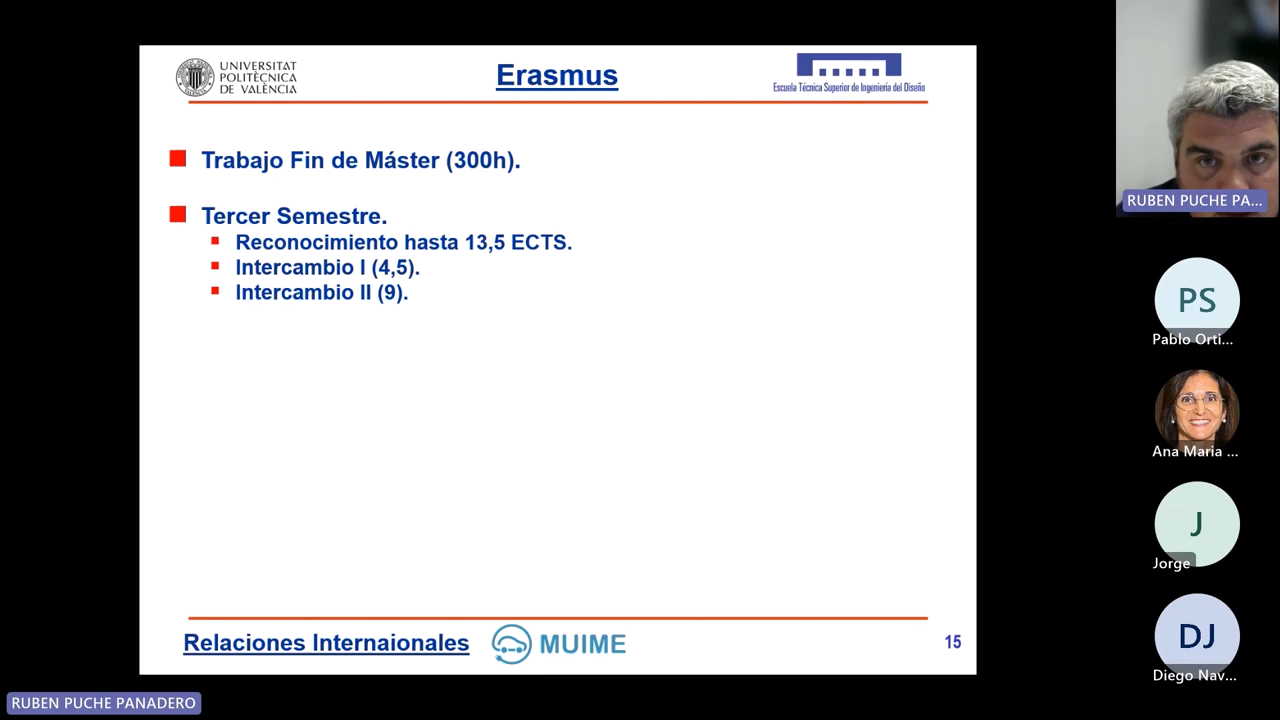 UNIVERSITAT
POLITÈCNICA
DE VALÈNCIA
Erasmus
Escuela Técnica Superior de Ingeniería del Diseño
Trabajo Fin de Máster (300h).
Tercer Semestre.
Reconocimiento hasta 13,5 ECTS.
Intercambio I (4,5).
Intercambio II (9).
Relaciones Internaionales
MUIME
15
RUBEN PUCHE PA...
PS
Pablo Orti...
Ana Maria ...
J
Jorge
DJ
Diego Nav...
RUBEN PUCHE PANADERO